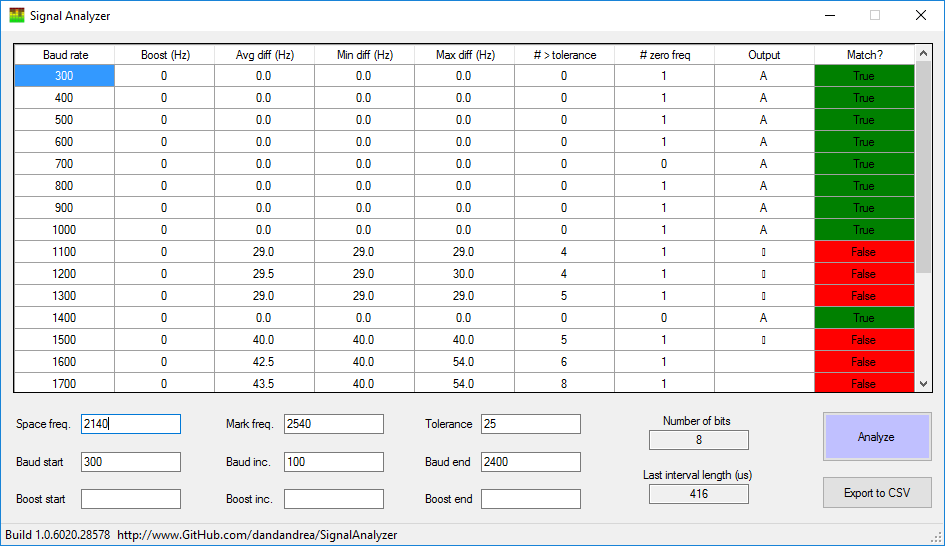 Signal Analyzer
Baud rate Boost (Hz) Avg diff (Hz) Min diff (Hz) Max diff (Hz) # > tolerance # zero freq Output Match?
300 0 0.0 0.0 0.0 0 1 A True
400 0 0.0 0.0 0.0 0 1 A True
500 0 0.0 0.0 0.0 0 1 A True
600 0 0.0 0.0 0.0 0 1 A True
700 0 0.0 0.0 0.0 0 0 A True
800 0 0.0 0.0 0.0 0 1 A True
900 0 0.0 0.0 0.0 0 1 A True
1000 0 0.0 0.0 0.0 0 1 A True
1100 0 29.0 29.0 29.0 4 1 ▯ False
1200 0 29.5 29.0 30.0 4 1 ▯ False
1300 0 29.0 29.0 29.0 5 1 ▯ False
1400 0 0.0 0.0 0.0 0 0 A True
1500 0 40.0 40.0 40.0 5 1 ▯ False
1600 0 42.5 40.0 54.0 6 1 False
1700 0 43.5 40.0 54.0 8 1 False
Space freq. 2140 Mark freq. 2540 Tolerance 25 Number of bits
8 Analyze
Baud start 300 Baud inc. 100 Baud end 2400
Last interval length (us)
Boost start Boost inc. Boost end 416 Export to CSV
Build 1.0.6020.28578 http://www.GitHub.com/dandandrea/SignalAnalyzer